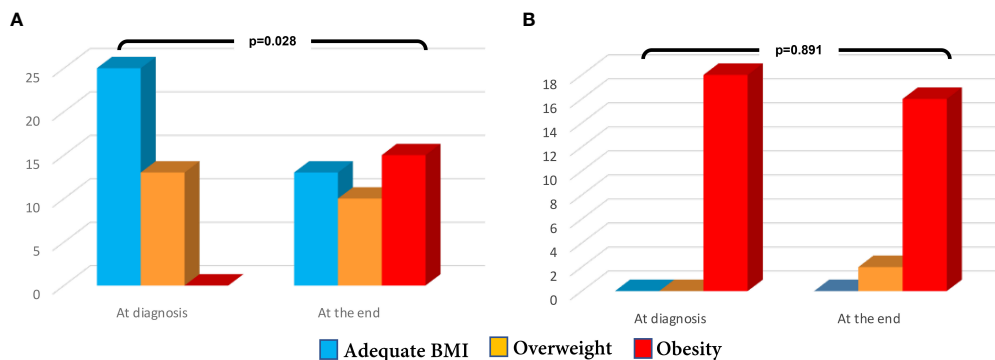 A
p=0.028
25
20
15
10
5
0
At diagnosis
At the end
B
p=0.891
18
16
14
12
10
8
6
4
2
0
At diagnosis
At the end
Adequate BMI
Overweight
Obesity